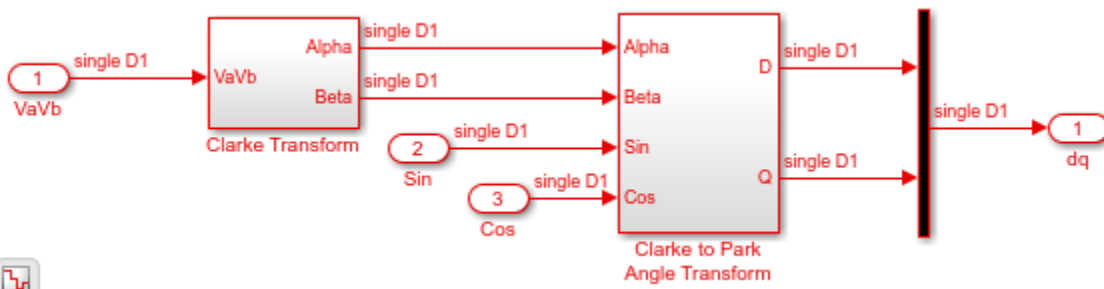 single D1
1
VaVb
VaVb
Alpha
Beta
Clarke Transform
single D1
single D1
single D1
2
Sin
single D1
3
Cos
Alpha
Beta
Sin
Cos
D
Q
Clarke to Park
Angle Transform
single D1
single D1
single D1
1
dq